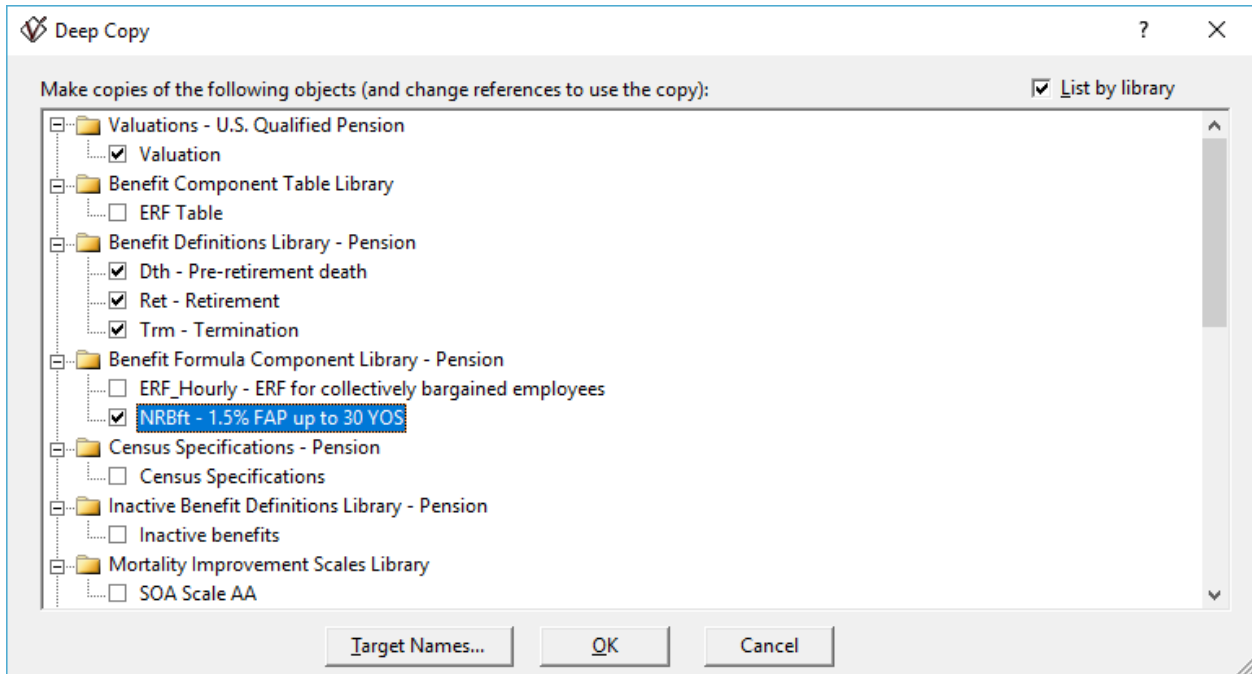 Deep Copy
Make copies of the following objects (and change references to use the copy):
List by library
Valuations - U.S. Qualified Pension
Valuation
Benefit Component Table Library
ERF Table
Benefit Definitions Library - Pension
Dth - Pre-retirement death
Ret - Retirement
Trm - Termination
Benefit Formula Component Library - Pension
ERF_Hourly - ERF for collectively bargained employees
NRBft - 1.5% FAP up to 30 YOS
Census Specifications - Pension
Census Specifications
Inactive Benefit Definitions Library - Pension
Inactive benefits
Mortality Improvement Scales Library
SOA Scale AA
Target Names...
OK
Cancel